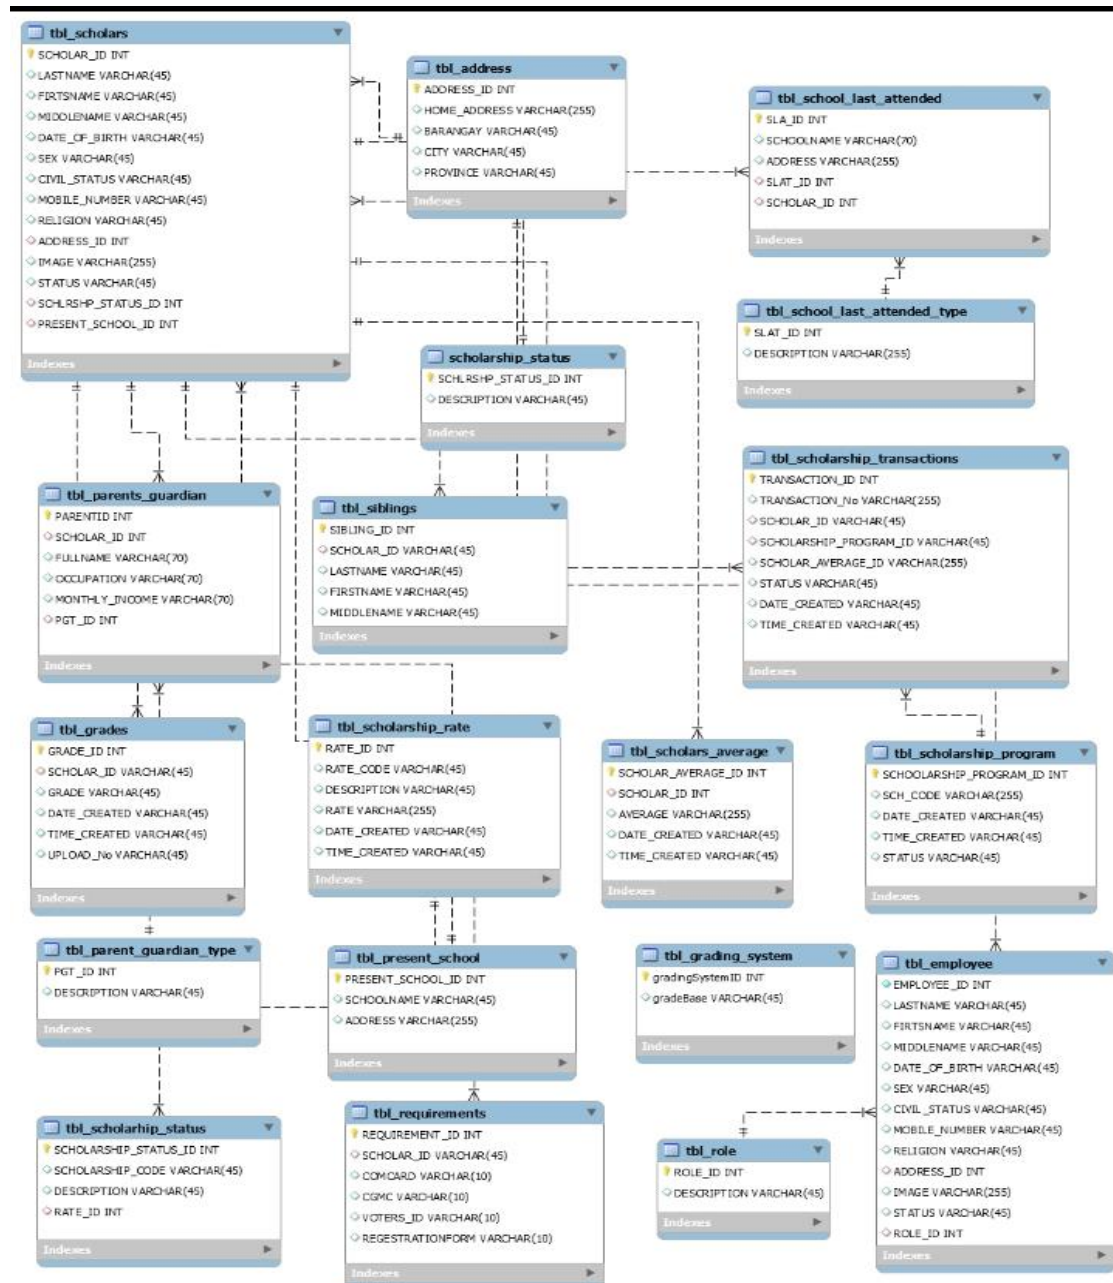 tbl_scholars
SCHOLAR_ID INT
LASTNAME VARCHAR(45)
FIRTSNAME VARCHAR(45)
MIDDLENAME VARCHAR(45)
DATE_OF_BIRTH VARCHAR(45)
SEX VARCHAR(45)
CIVIL_STATUS VARCHAR(45)
MOBILE_NUMBER VARCHAR(45)
RELIGION VARCHAR(45)
ADDRESS_ID INT
IMAGE VARCHAR(255)
STATUS VARCHAR(45)
SCHLRSHP_STATUS_ID INT
PRESENT_SCHOOL_ID INT
Indexes
tbl_address
ADDRESS_ID INT
HOME_ADDRESS VARCHAR(255)
BARANGAY VARCHAR(45)
CITY VARCHAR(45)
PROVINCE VARCHAR(45)
Indexes
tbl_school_last_attended
SLA_ID INT
SCHOOLNAME VARCHAR(70)
ADDRESS VARCHAR(255)
SLAT_ID INT
SCHOLAR_ID INT
Indexes
tbl_school_last_attended_type
SLAT_ID INT
DESCRIPTION VARCHAR(255)
Indexes
scholarship_status
SCHLRSHP_STATUS_ID INT
DESCRIPTION VARCHAR(45)
Indexes
tbl_parents_guardian
PARENTID INT
SCHOLAR_ID INT
FULLNAME VARCHAR(70)
OCCUPATION VARCHAR(70)
MONTHLY_INCOME VARCHAR(70)
PGT_ID INT
Indexes
tbl_siblings
SIBLING_ID INT
SCHOLAR_ID VARCHAR(45)
LASTNAME VARCHAR(45)
FIRSTNAME VARCHAR(45)
MIDDLENAME VARCHAR(45)
Indexes
tbl_scholarship_transactions
TRANSACTION_ID INT
TRANSACTION_No VARCHAR(255)
SCHOLAR_ID VARCHAR(45)
SCHOLARSHIP_PROGRAM_ID VARCHAR(45)
SCHOLAR_AVERAGE_ID VARCHAR(255)
STATUS VARCHAR(45)
DATE_CREATED VARCHAR(45)
TIME_CREATED VARCHAR(45)
Indexes
tbl_grades
GRADE_ID INT
SCHOLAR_ID VARCHAR(45)
GRADE VARCHAR(45)
DATE_CREATED VARCHAR(45)
TIME_CREATED VARCHAR(45)
UPLOAD_No VARCHAR(45)
Indexes
tbl_scholarship_rate
RATE_ID INT
RATE_CODE VARCHAR(45)
DESCRIPTION VARCHAR(45)
RATE VARCHAR(255)
DATE_CREATED VARCHAR(45)
TIME_CREATED VARCHAR(45)
Indexes
tbl_scholars_average
SCHOLAR_AVERAGE_ID INT
SCHOLAR_ID INT
AVERAGE VARCHAR(255)
DATE_CREATED VARCHAR(45)
TIME_CREATED VARCHAR(45)
Indexes
tbl_scholarship_program
SCHOOLARSHIP_PROGRAM_ID INT
SCH_CODE VARCHAR(255)
DATE_CREATED VARCHAR(45)
TIME_CREATED VARCHAR(45)
STATUS VARCHAR(45)
Indexes
tbl_parent_guardian_type
PGT_ID INT
DESCRIPTION VARCHAR(45)
Indexes
tbl_present_school
PRESENT_SCHOOL_ID INT
SCHOOLNAME VARCHAR(45)
ADDRESS VARCHAR(255)
Indexes
tbl_grading_system
gradingSystemID INT
gradeBase VARCHAR(45)
Indexes
tbl_employee
EMPLOYEE_ID INT
LASTNAME VARCHAR(45)
FIRTSNAME VARCHAR(45)
MIDDLENAME VARCHAR(45)
DATE_OF_BIRTH VARCHAR(45)
SEX VARCHAR(45)
CIVIL_STATUS VARCHAR(45)
MOBILE_NUMBER VARCHAR(45)
RELIGION VARCHAR(45)
ADDRESS_ID INT
IMAGE VARCHAR(255)
STATUS VARCHAR(45)
ROLE_ID INT
Indexes
tbl_scholarhip_status
SCHOLARSHIP_STATUS_ID INT
SCHOLARSHIP_CODE VARCHAR(45)
DESCRIPTION VARCHAR(45)
RATE_ID INT
Indexes
tbl_requirements
REQUIREMENT_ID INT
SCHOLAR_ID VARCHAR(45)
COMCARD VARCHAR(10)
CGMC VARCHAR(10)
VOTERS_ID VARCHAR(10)
REGESTRATIONFORM VARCHAR(10)
Indexes
tbl_role
ROLE_ID INT
DESCRIPTION VARCHAR(45)
Indexes